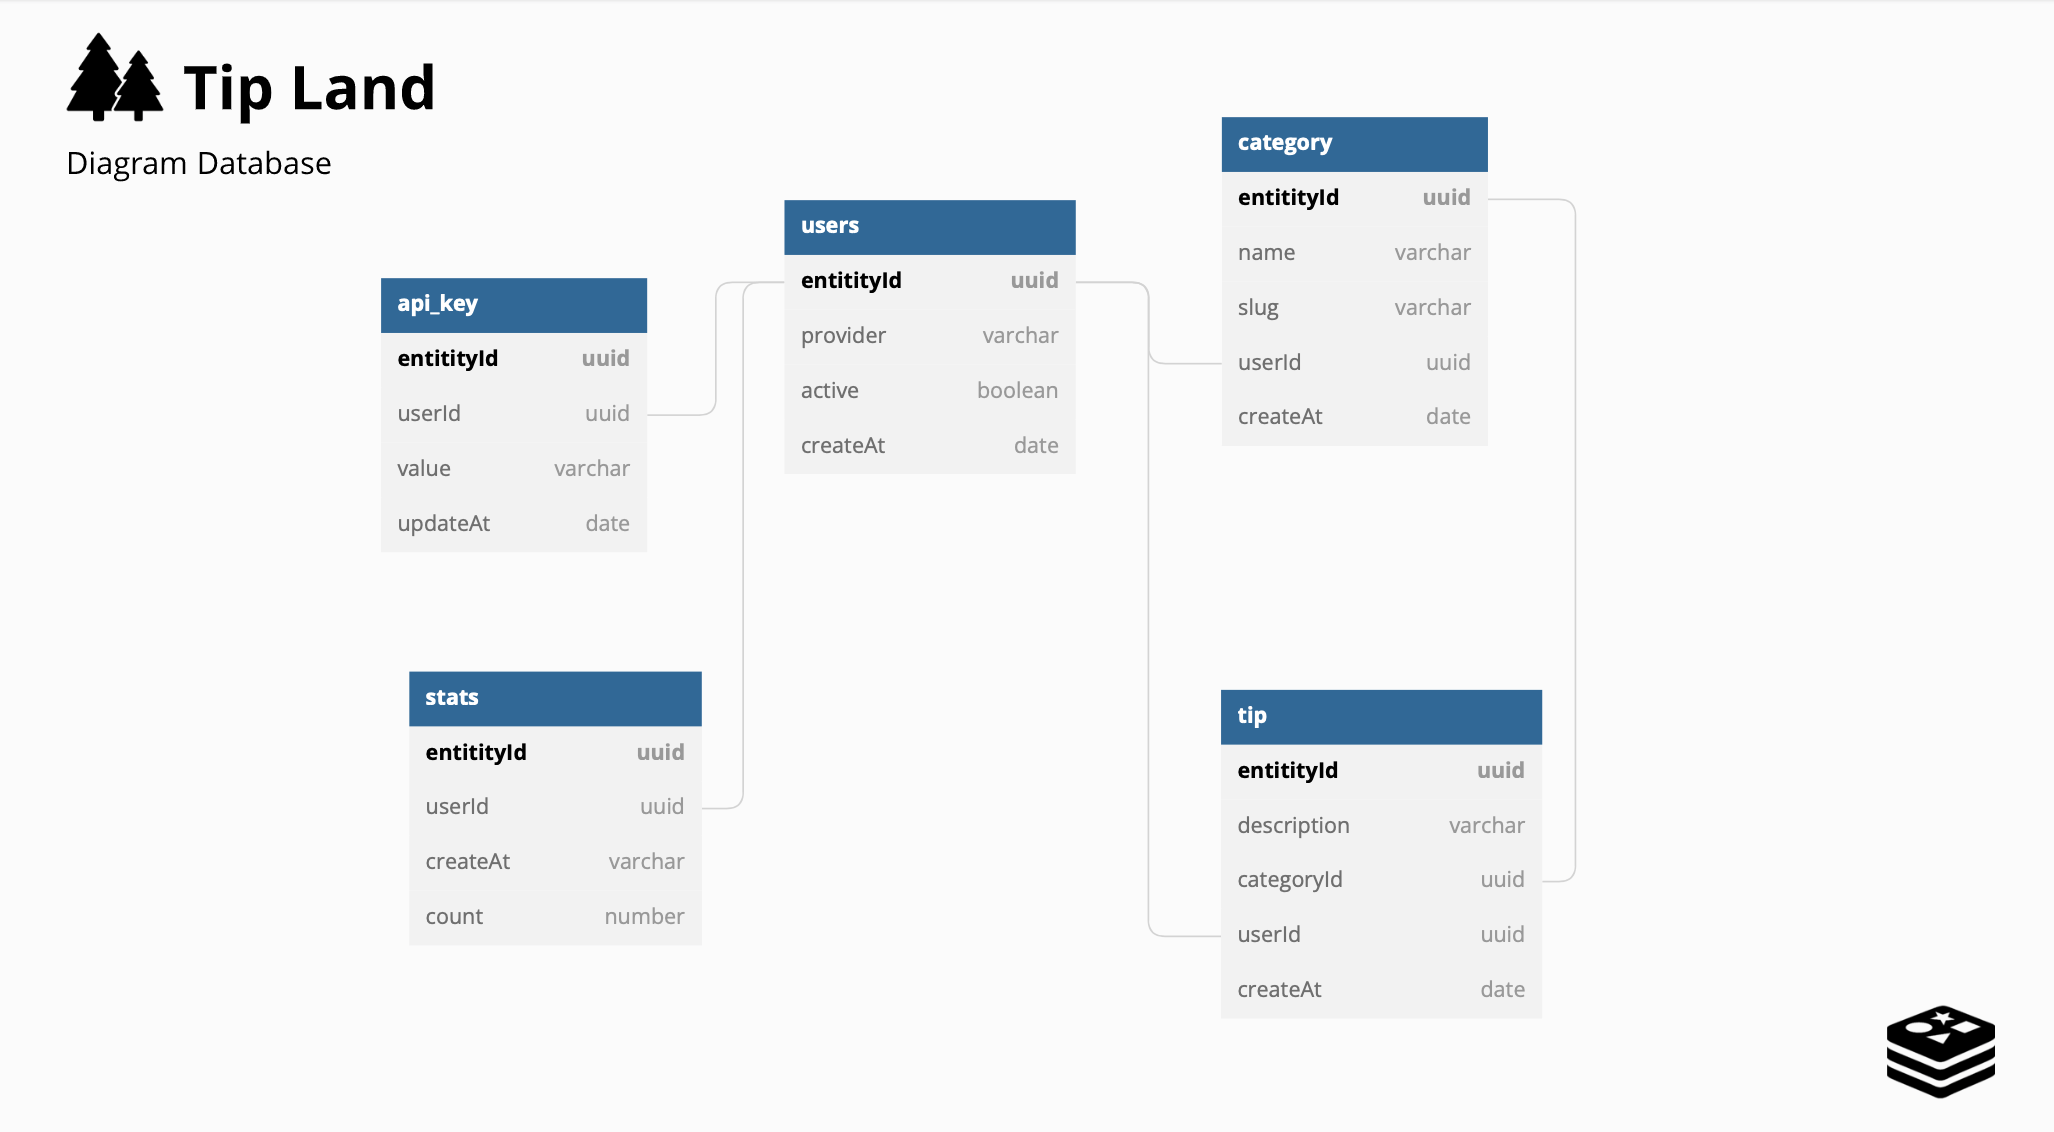 Tip Land
Diagram Database
api_key
entitityId uuid
userId uuid
value varchar
updateAt date
users
entitityId uuid
provider varchar
active boolean
createAt date
category
entitityId uuid
name varchar
slug varchar
userId uuid
createAt date
stats
entitityId uuid
userId uuid
createAt varchar
count number
tip
entitityId uuid
description varchar
categoryId uuid
userId uuid
createAt date